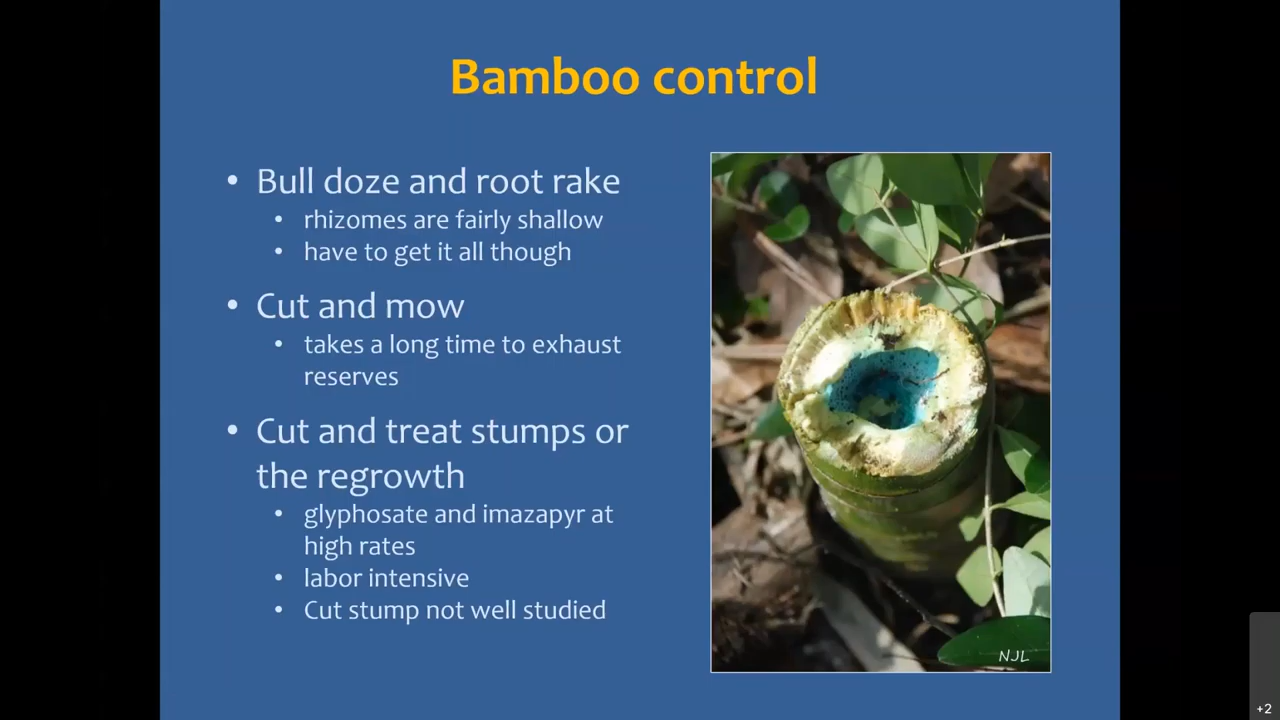 Bamboo control
• Bull doze and root rake
• rhizomes are fairly shallow
• have to get it all though
• Cut and mow
• takes a long time to exhaust
reserves
• Cut and treat stumps or
the regrowth
• glyphosate and imazapyr at
high rates
• labor intensive
• Cut stump not well studied
NJL
+2